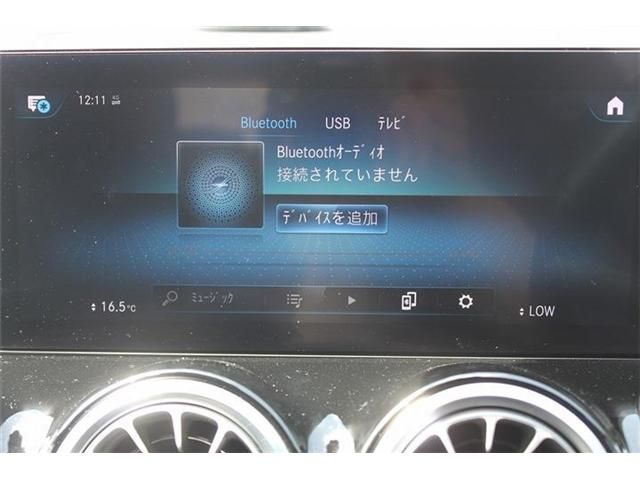 12:11
Bluetooth USB ﾃﾚﾋﾞ
Bluetoothｵｰﾃﾞｨｵ
接続されていません
ﾃﾞﾊﾞｲｽを追加
ﾐｭｰｼﾞｯｸ
16.5°C
LOW